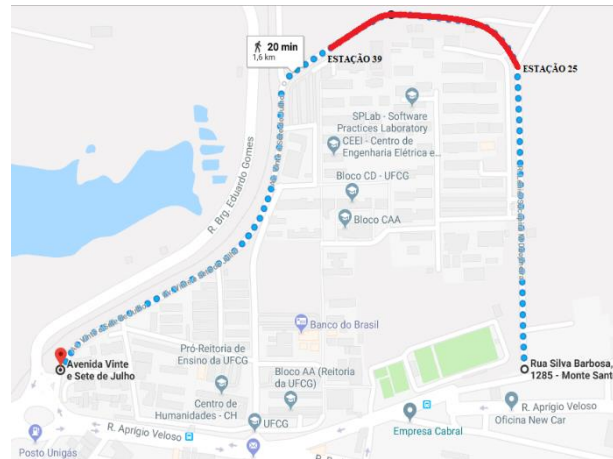 20 min
1,6 km
ESTAÇÃO 39
ESTAÇÃO 25
SPLab - Software
Practices Laboratory
CEEI - Centro de
Engenharia Elétrica e...
R. Brg. Eduardo Gomes
Bloco CD - UFCG
Bloco CAA
Banco do Brasil
Pró-Reitoria de
Ensino da UFCG
Avenida Vinte
e Sete de Julho
Bloco AA (Reitoria
da UFCG)
Rua Silva Barbosa,
1285 - Monte Sant
Centro de
Humanidades - CH
UFCG
R. Aprígio Veloso
Empresa Cabral
R. Aprígio Veloso
Oficina New Car
Posto Unigás